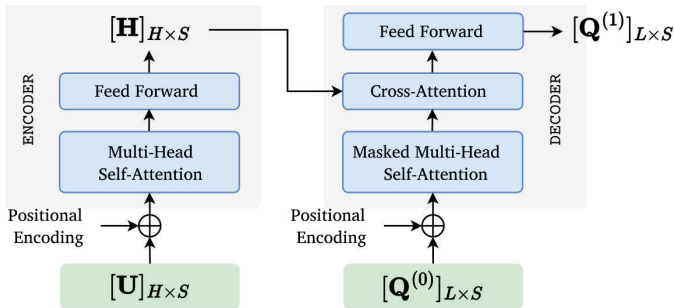 [H]_{H×S}
Feed Forward
ENCODER
Multi-Head
Self-Attention
Positional
Encoding
[U]_{H×S}
Feed Forward
[Q^{(1)}]_{L×S}
Cross-Attention
DECODER
Masked Multi-Head
Self-Attention
Positional
Encoding
[Q^{(0)}]_{L×S}